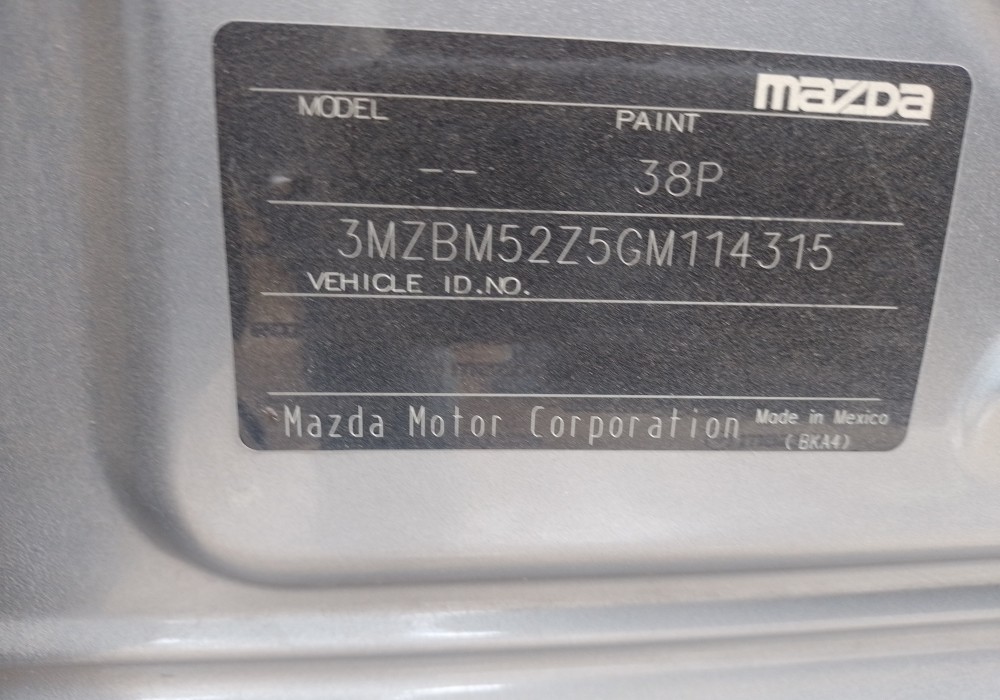 mazda
MODEL PAINT
-- 38P
3MZBM52Z5GM114315
VEHICLE ID.NO.
Mazda Motor Corporation Made in Mexico
(BKA4)